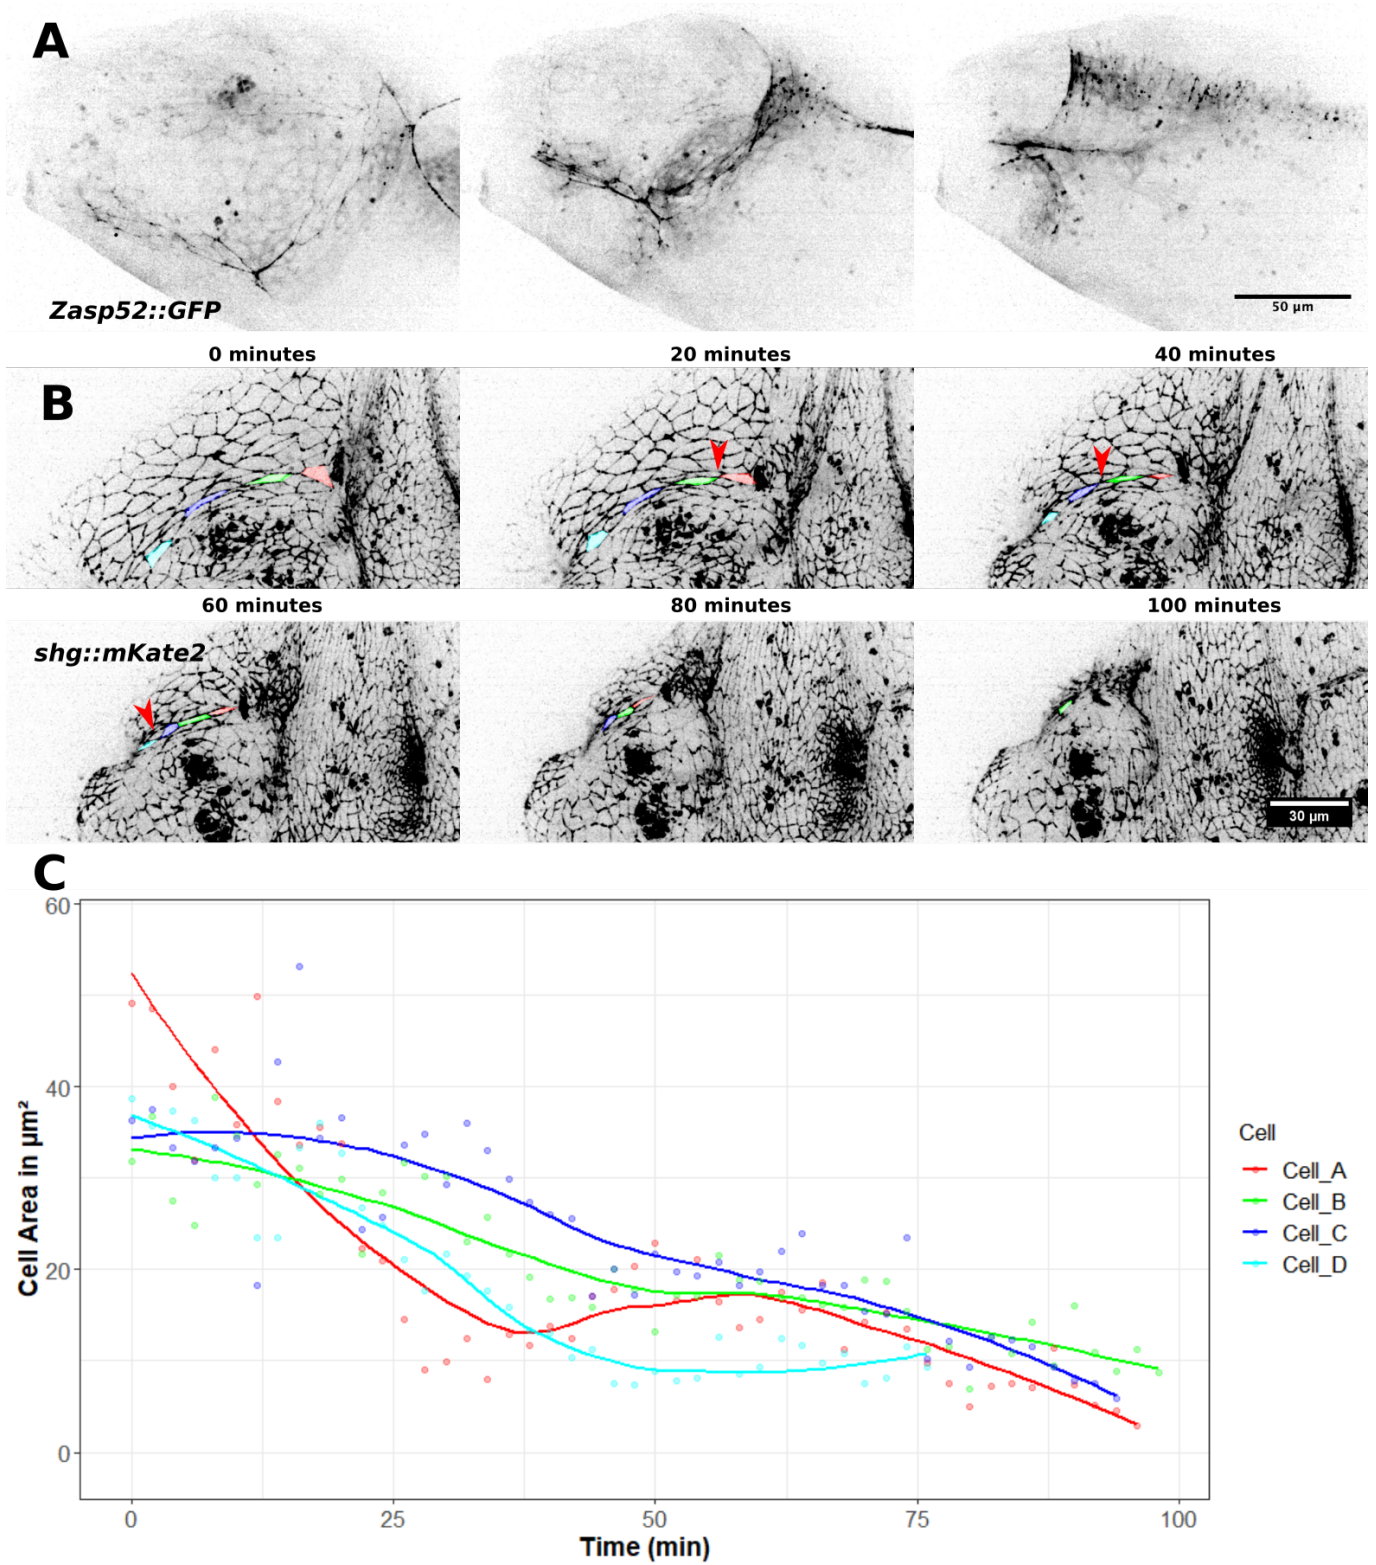 A
Zasp52::GFP
50 µm
0 minutes
20 minutes
40 minutes
B
60 minutes
80 minutes
100 minutes
shg::mKate2
30 µm
C
60
40
20
0
Cell Area in µm²
0
25
50
75
100
Time (min)
Cell
Cell_A
Cell_B
Cell_C
Cell_D